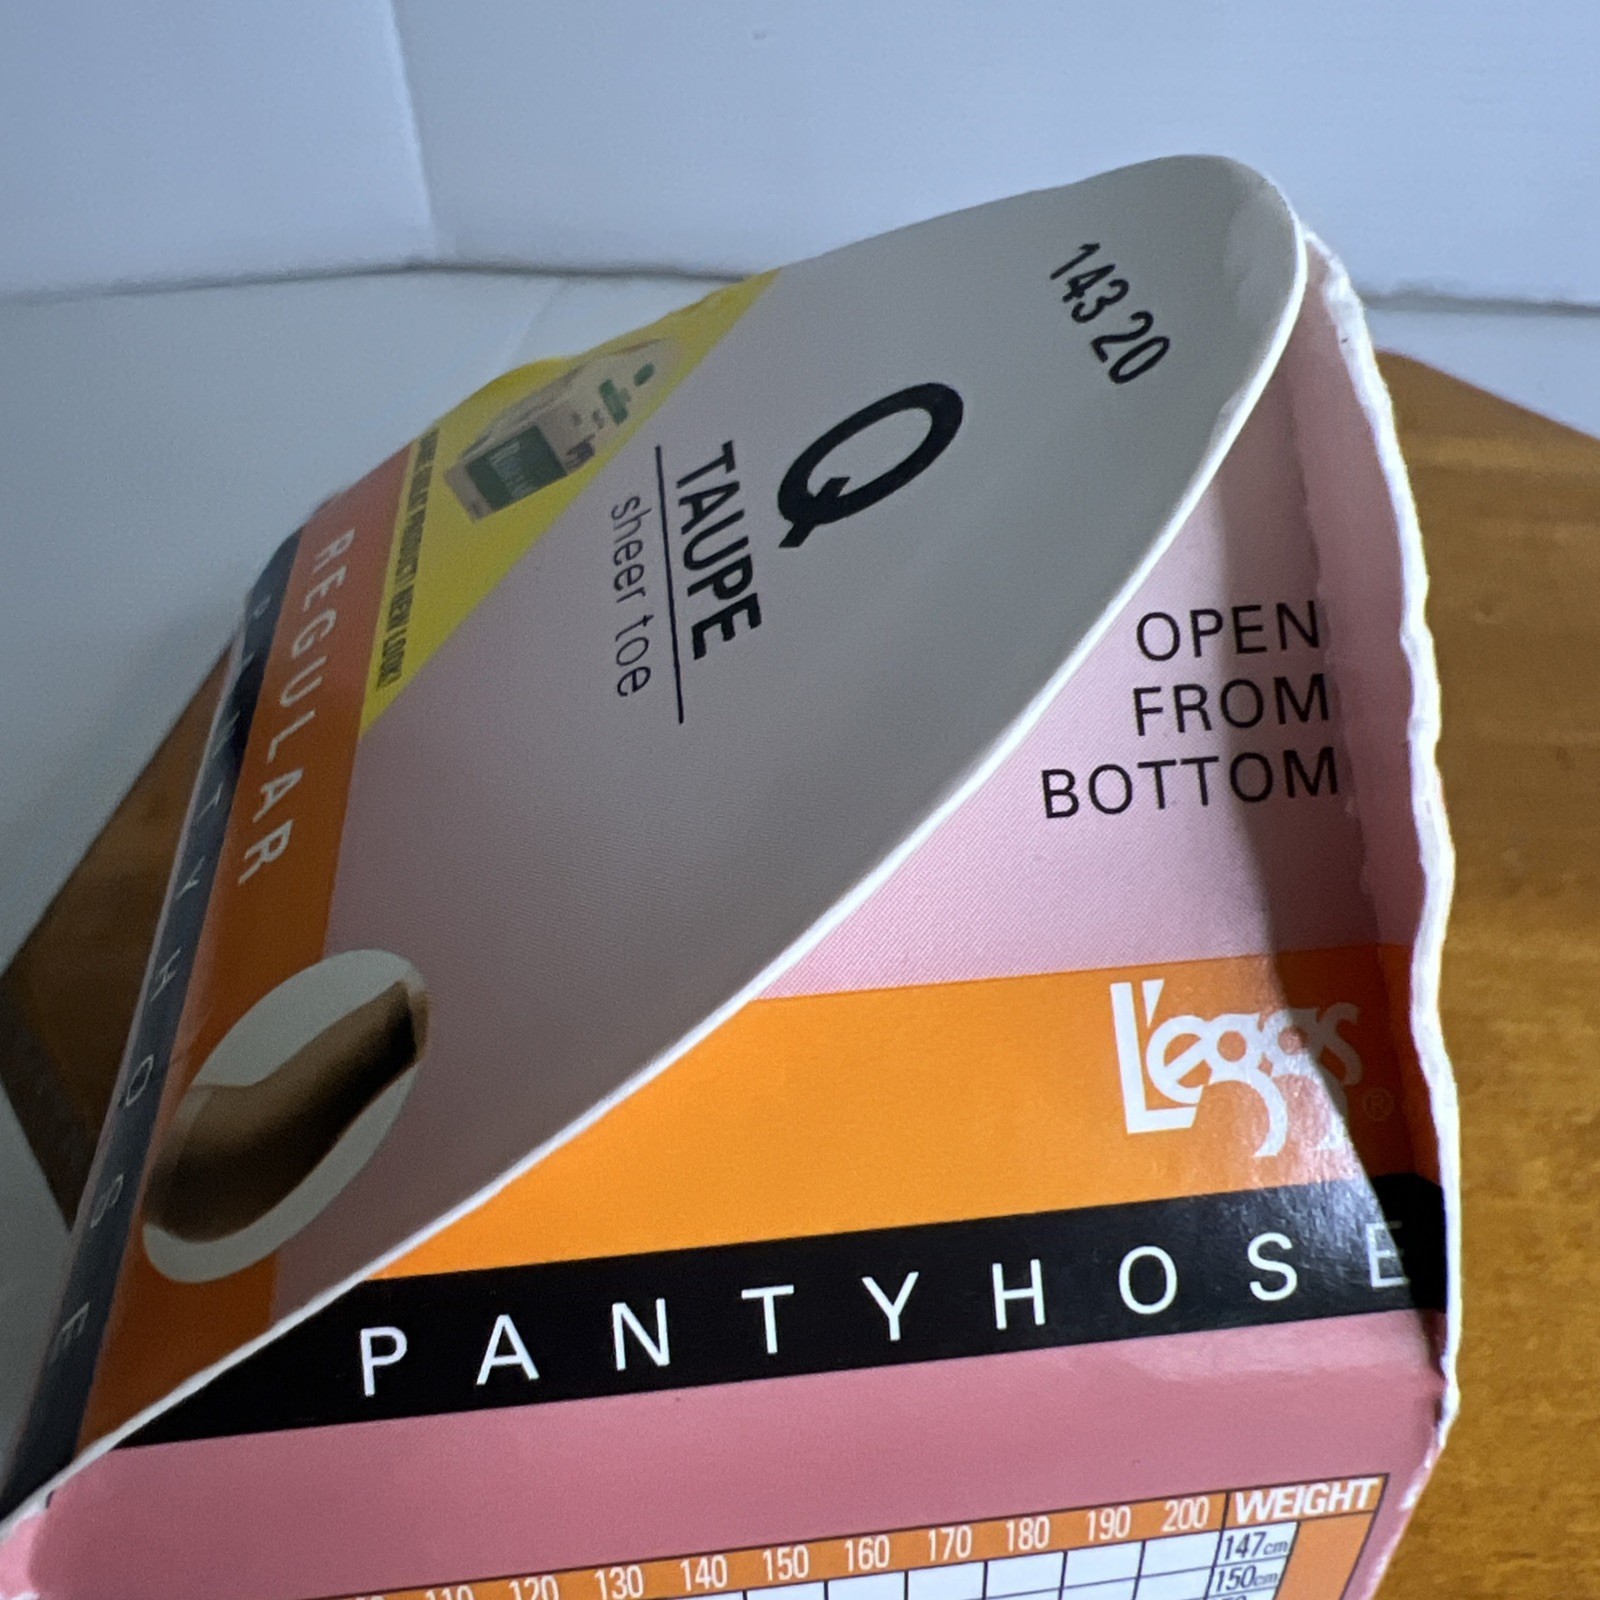 143 20
Q
TAUPE
sheer toe
REGULAR
PANTYHOSE
OPEN
FROM
BOTTOM
L'eggs®
PANTYHOSE
110 120 130 140 150 160 170 180 190 200 WEIGHT
147cm
150cm